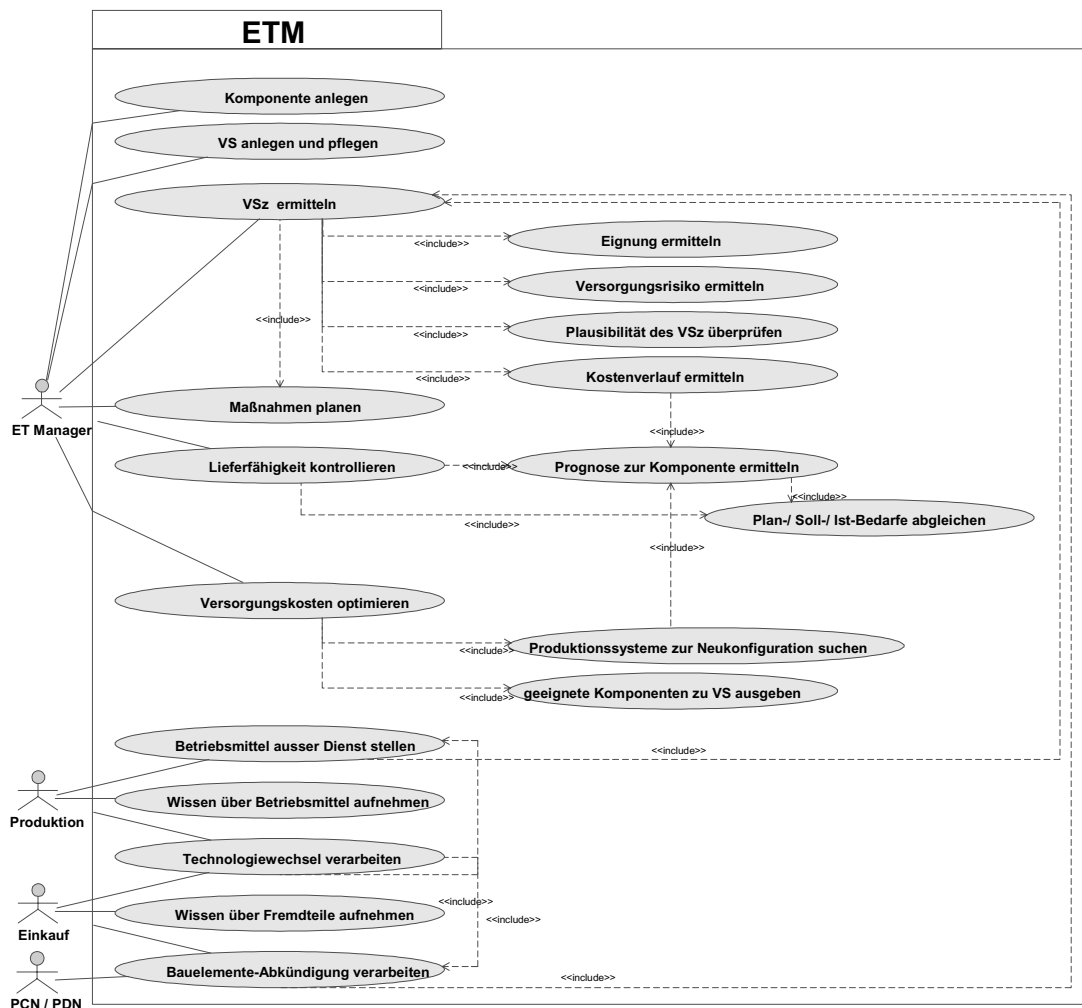 ETM
Komponente anlegen
VS anlegen und pflegen
VSz ermitteln
<<include>>
Eignung ermitteln
<<include>>
Versorgungsrisiko ermitteln
<<include>>
<<include>>
Plausibilität des VSz überprüfen
<<include>>
Kostenverlauf ermitteln
<<include>>
Maßnahmen planen
ET Manager
<<include>>
Lieferfähigkeit kontrollieren
<<include>>
Prognose zur Komponente ermitteln
<<include>>
Plan-/ Soll-/ Ist-Bedarfe abgleichen
<<include>>
<<include>>
Versorgungskosten optimieren
Produktionssysteme zur Neukonfiguration suchen
<<include>>
geeignete Komponenten zu VS ausgeben
<<include>>
Betriebsmittel ausser Dienst stellen
<<include>>
Wissen über Betriebsmittel aufnehmen
Produktion
Technologiewechsel verarbeiten
<<include>>
Wissen über Fremdteile aufnehmen
<<include>>
Einkauf
Bauelemente-Abkündigung verarbeiten
<<include>>
PCN / PDN